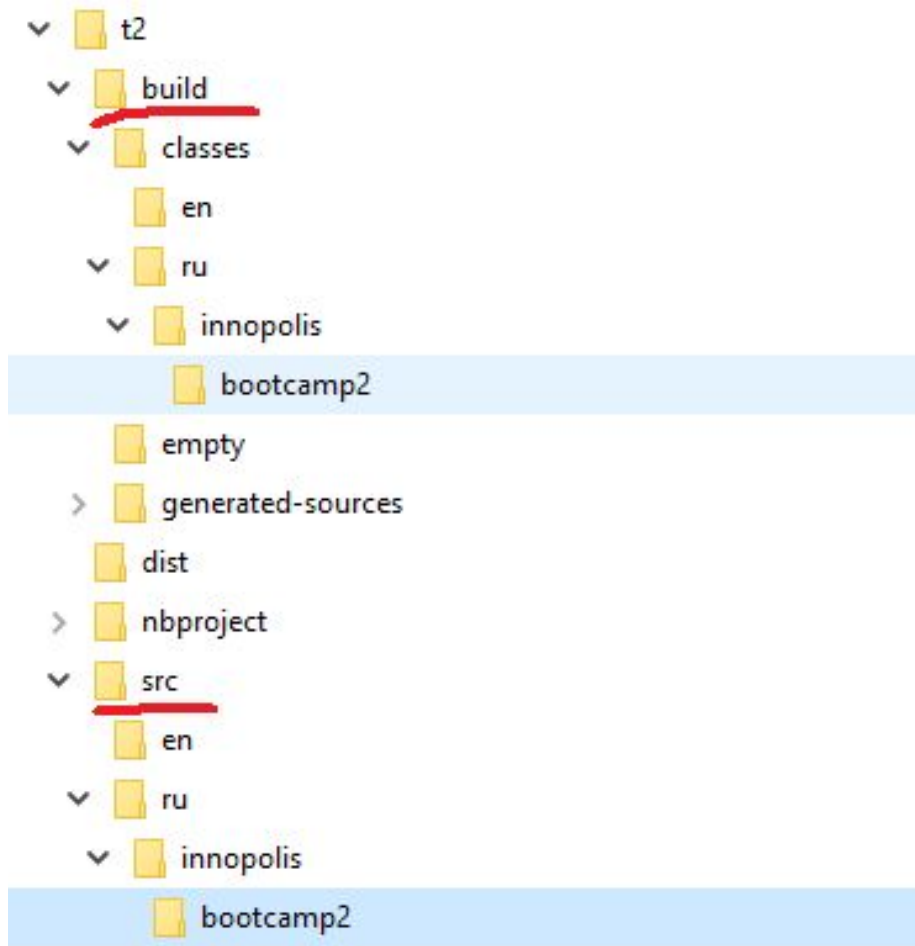 t2
build
classes
en
ru
innopolis
bootcamp2
empty
generated-sources
dist
nbproject
src
en
ru
innopolis
bootcamp2